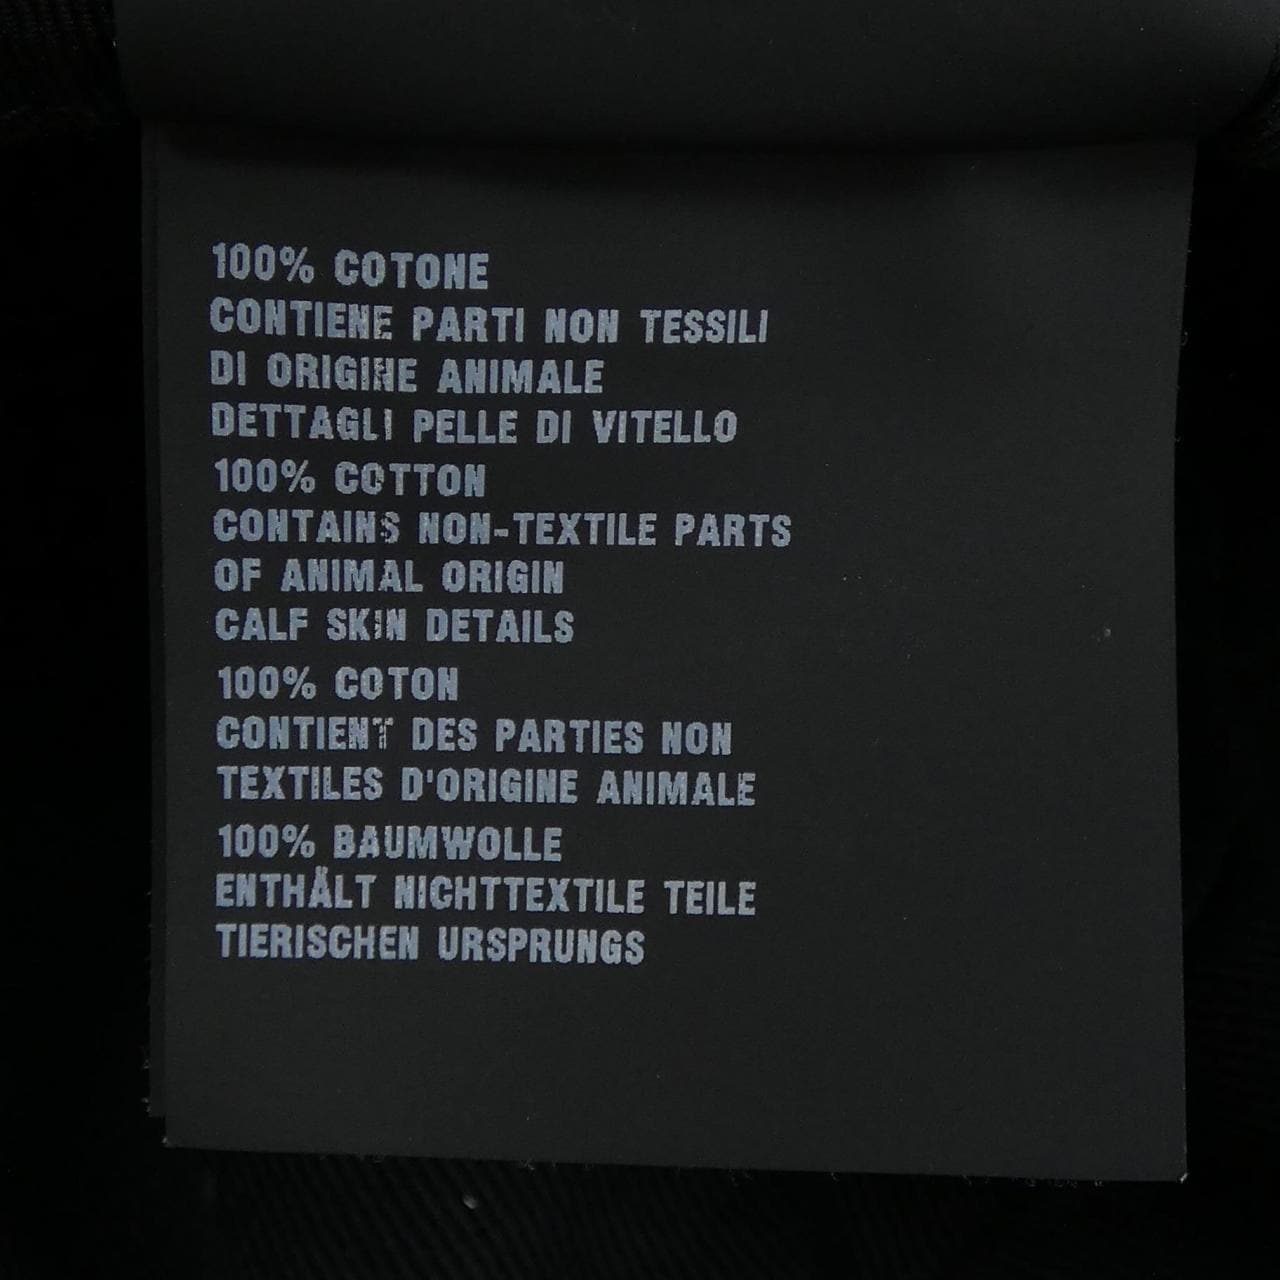 100% COTONE
CONTIENE PARTI NON TESSILI
DI ORIGINE ANIMALE
DETTAGLI PELLE DI VITELLO
100% COTTON
CONTAINS NON-TEXTILE PARTS
OF ANIMAL ORIGIN
CALF SKIN DETAILS
100% COTON
CONTIENT DES PARTIES NON
TEXTILES D'ORIGINE ANIMALE
100% BAUMWOLLE
ENTHÄLT NICHTTEXTILE TEILE
TIERISCHEN URSPRUNGS